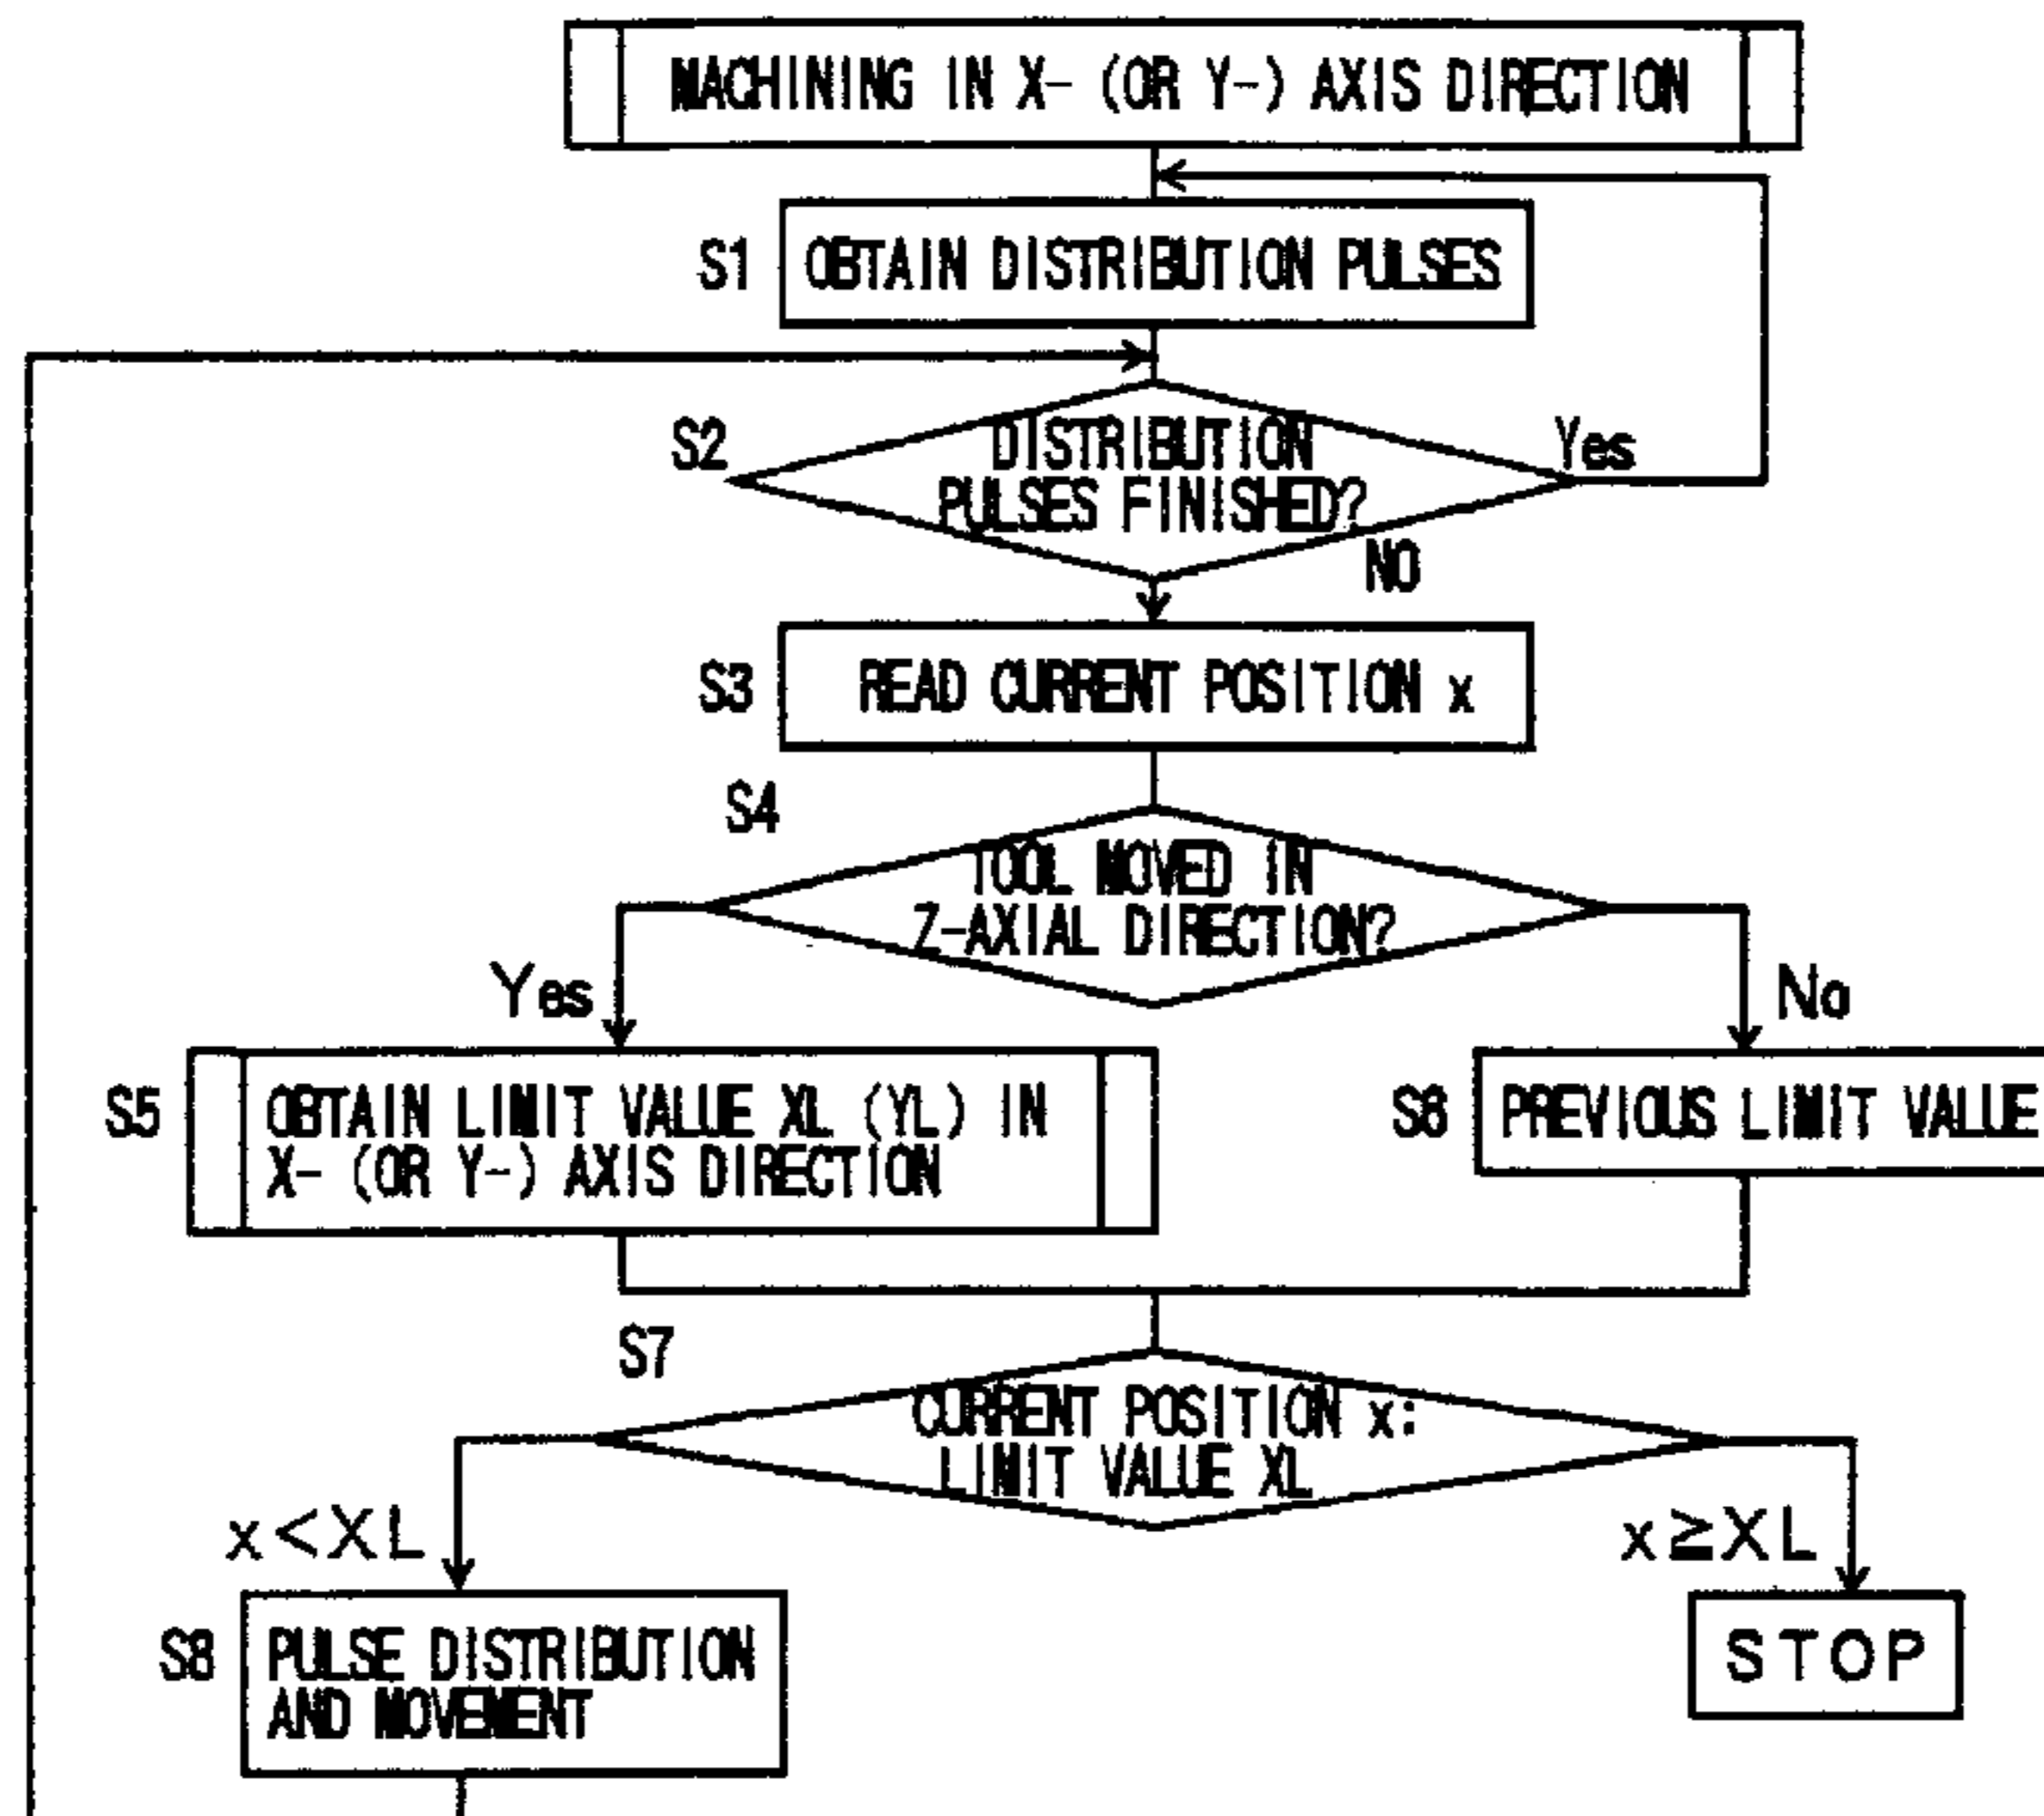 MACHINING IN X- (OR Y-) AXIS DIRECTION
S1
OBTAIN DISTRIBUTION PULSES
S2
DISTRIBUTION
PULSES FINISHED?
Yes
NO
S3
READ CURRENT POSITION x
S4
TOOL MOVED IN
Z-AXIAL DIRECTION?
Yes
No
S5
OBTAIN LIMIT VALUE XL (YL) IN
X- (OR Y-) AXIS DIRECTION
S6
PREVIOUS LIMIT VALUE
S7
CURRENT POSITION x:
LIMIT VALUE XL
x<XL
x≥XL
S8
PULSE DISTRIBUTION
AND MOVEMENT
STOP